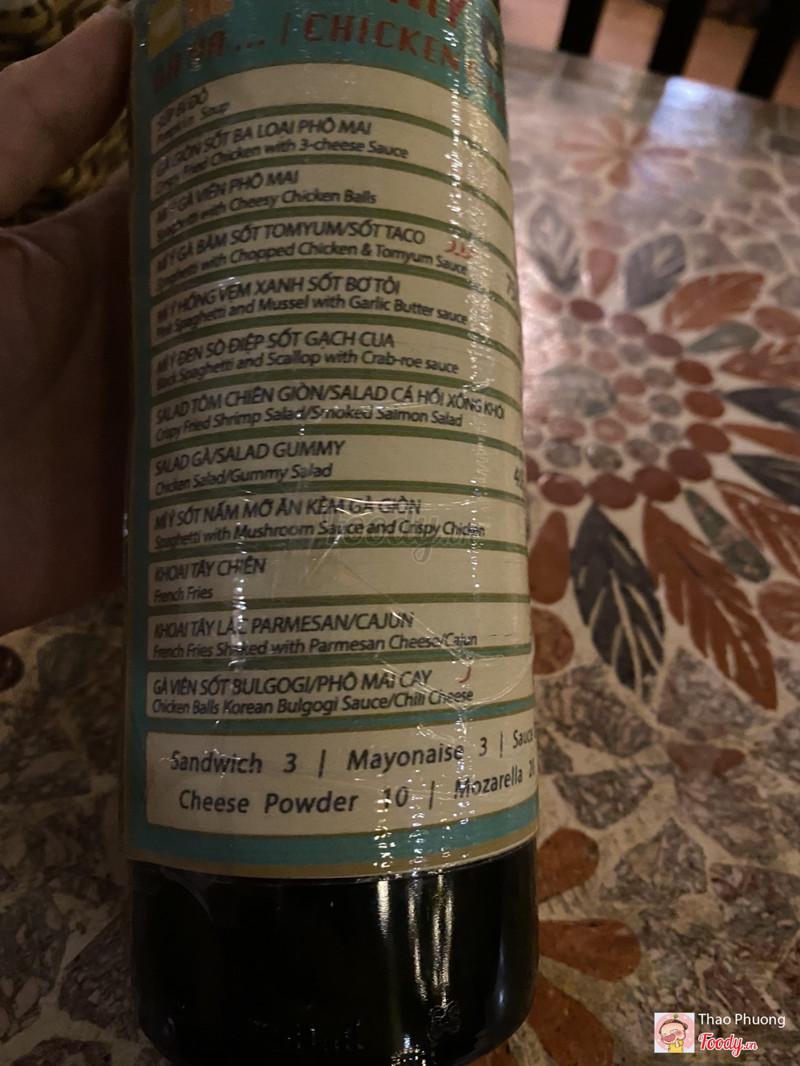 | CHICKEN
SÚP BÍ ĐỎ
Pumpkin Soup
GÀ GIÒN SỐT BA LOẠI PHÔ MAI
Crispy Fried Chicken with 3-cheese Sauce
MÌ Ý GÀ VIÊN PHÔ MAI
Spaghetti with Cheesy Chicken Balls
MÌ Ý GÀ BẰM SỐT TOMYUM/SỐT TACO
Spaghetti with Chopped Chicken & Tomyum Sauce
MÌ Ý HỒNG VẸM XANH SỐT BƠ TỎI
Pink Spaghetti and Mussel with Garlic Butter sauce
MÌ Ý ĐEN SÒ ĐIỆP SỐT GẠCH CUA
Black Spaghetti and Scallop with Crab-roe sauce
SALAD TÔM CHIÊN GIÒN/SALAD CÁ HỒI XÔNG KHÓI
Crispy Fried Shrimp Salad/Smoked Salmon Salad
SALAD GÀ/SALAD GUMMY
Chicken Salad/Gummy Salad
MÌ Ý SỐT NẤM MỠ ĂN KÈM GÀ GIÒN
Spaghetti with Mushroom Sauce and Crispy Chicken
KHOAI TÂY CHIÊN
French Fries
KHOAI TÂY LẮC PARMESAN/CAJUN
French Fries Shaked with Parmesan Cheese/Cajun
GÀ VIÊN SỐT BULGOGI/PHÔ MAI CAY
Chicken Balls Korean Bulgogi Sauce/Chili Cheese
Sandwich 3 | Mayonaise 3 | Sauce
Cheese Powder 10 | Mozarella
Thao Phuong
Foody.vn